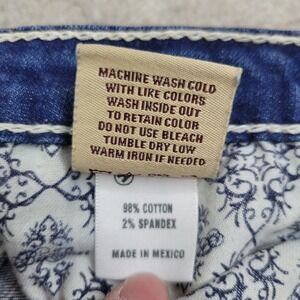 MACHINE WASH COLD
WITH LIKE COLORS
WASH INSIDE OUT
TO RETAIN COLOR
DO NOT USE BLEACH
TUMBLE DRY LOW
WARM IRON IF NEEDED
98% COTTON
2% SPANDEX
MADE IN MEXICO